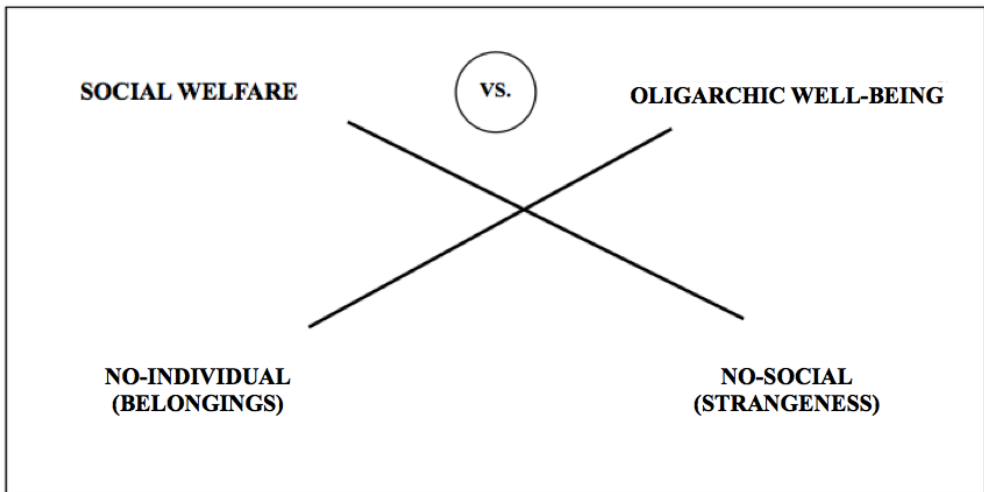 SOCIAL WELFARE
VS.
OLIGARCHIC WELL-BEING
NO-INDIVIDUAL
(BELONGINGS)
NO-SOCIAL
(STRANGENESS)